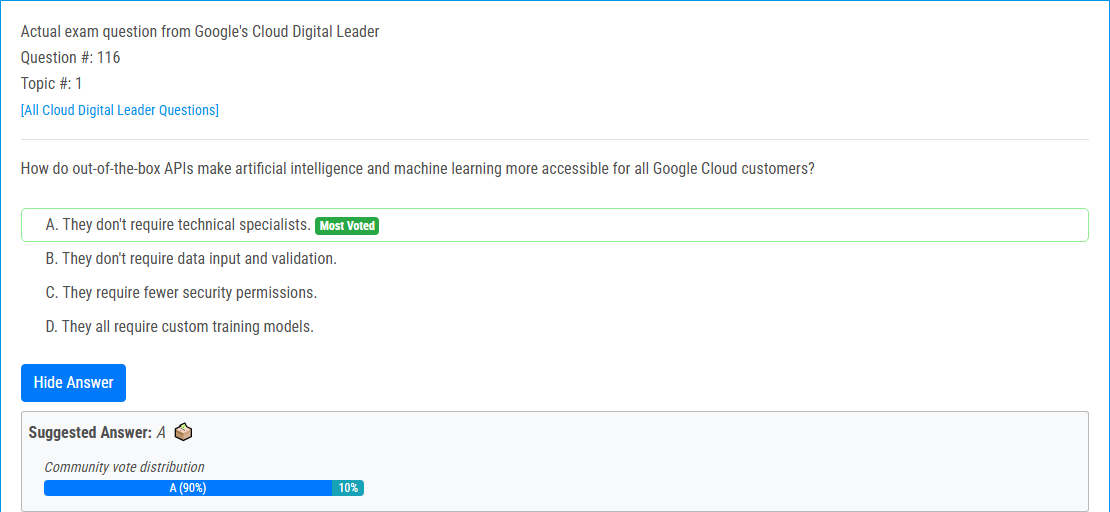 Actual exam question from Google's Cloud Digital Leader
Question #: 116
Topic #: 1
[All Cloud Digital Leader Questions]
How do out-of-the-box APIs make artificial intelligence and machine learning more accessible for all Google Cloud customers?
A. They don't require technical specialists. Most Voted
B. They don't require data input and validation.
C. They require fewer security permissions.
D. They all require custom training models.
Hide Answer
Suggested Answer: A
Community vote distribution
A (90%) 10%